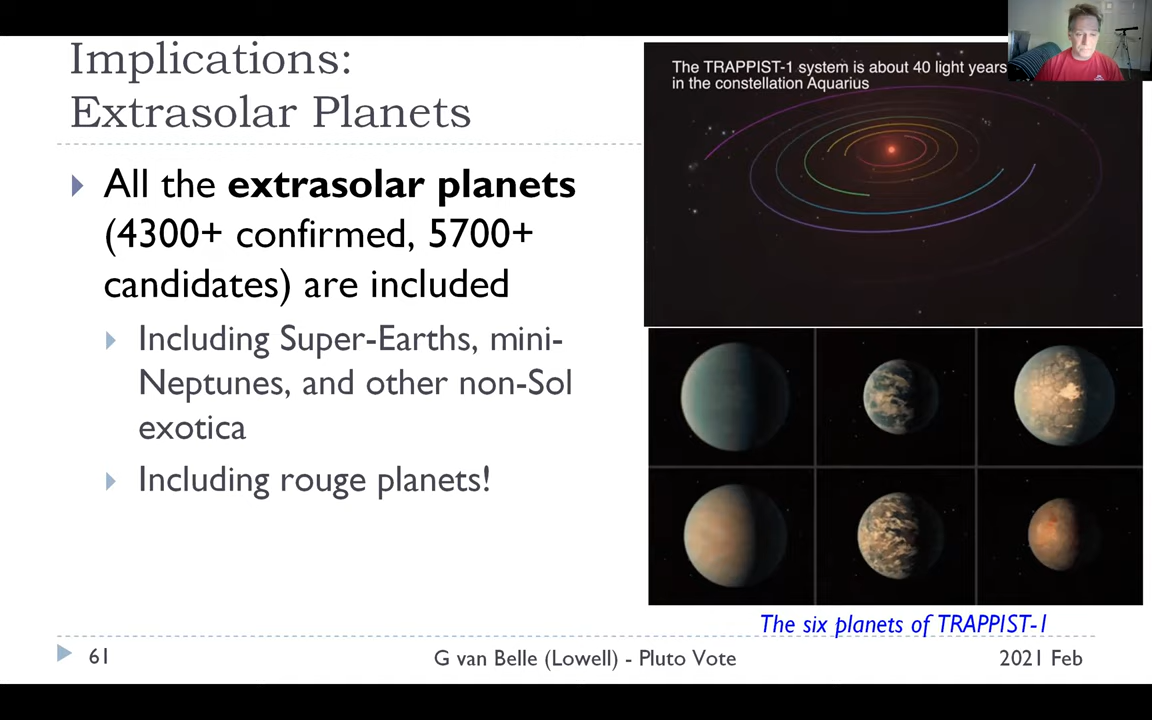 Implications:
Extrasolar Planets
All the extrasolar planets
(4300+ confirmed, 5700+
candidates) are included
Including Super-Earths, mini-
Neptunes, and other non-Sol
exotica
Including rouge planets!
The TRAPPIST-1 system is about 40 light years
in the constellation Aquarius
The six planets of TRAPPIST-1
61
G van Belle (Lowell) - Pluto Vote
2021 Feb